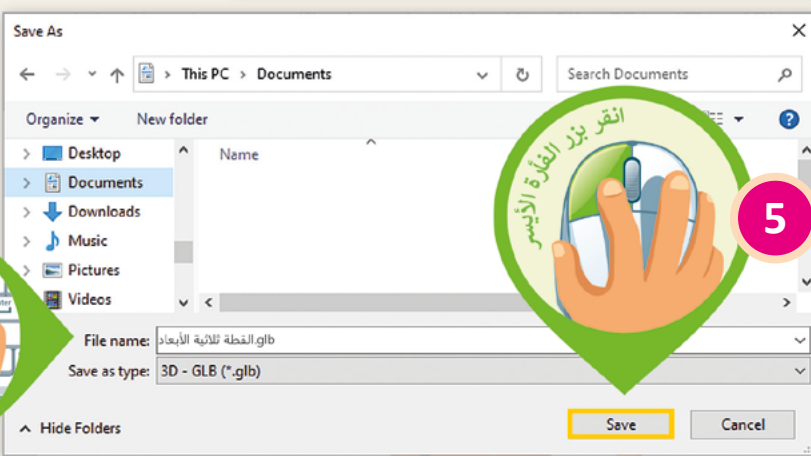 Save As
This PC > Documents
Search Documents
Organize
New folder
انقر بزر الفأرة الأيسر
Desktop
Name
Documents
Downloads
5
Music
Pictures
Videos
File name: القطة ثلاثية الأبعاد.glb
Save as type: 3D - GLB (*.glb)
Hide Folders
Save
Cancel